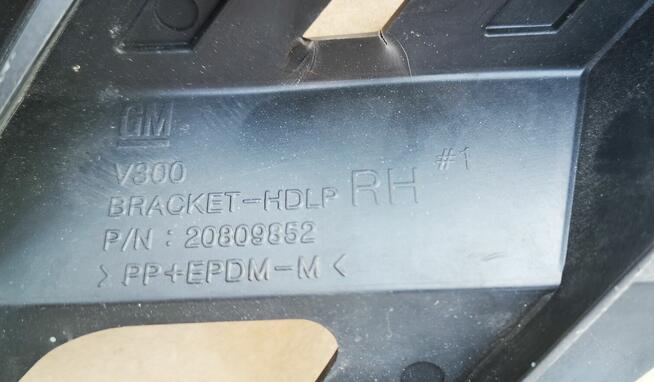 GM
V300
BRACKET-HDLP RH #1
P/N : 20809852
> PP+EPDM-M <